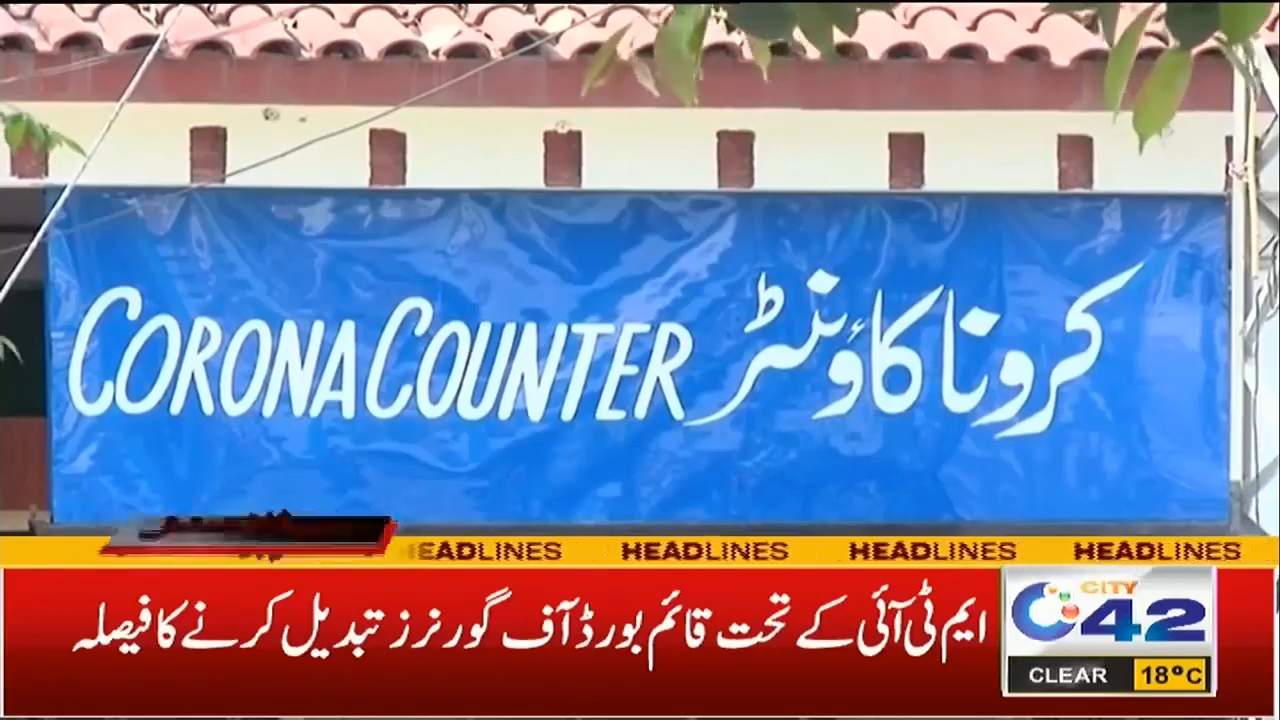 CORONA COUNTER کرونا کاؤنٹر
EADLINES HEADLINES HEADLINES HEADLINES
ایم ٹی آئی کے تحت قائم بورڈ آف گورنرز تبدیل کرنے کا فیصلہ
CITY
42
CLEAR 18°C